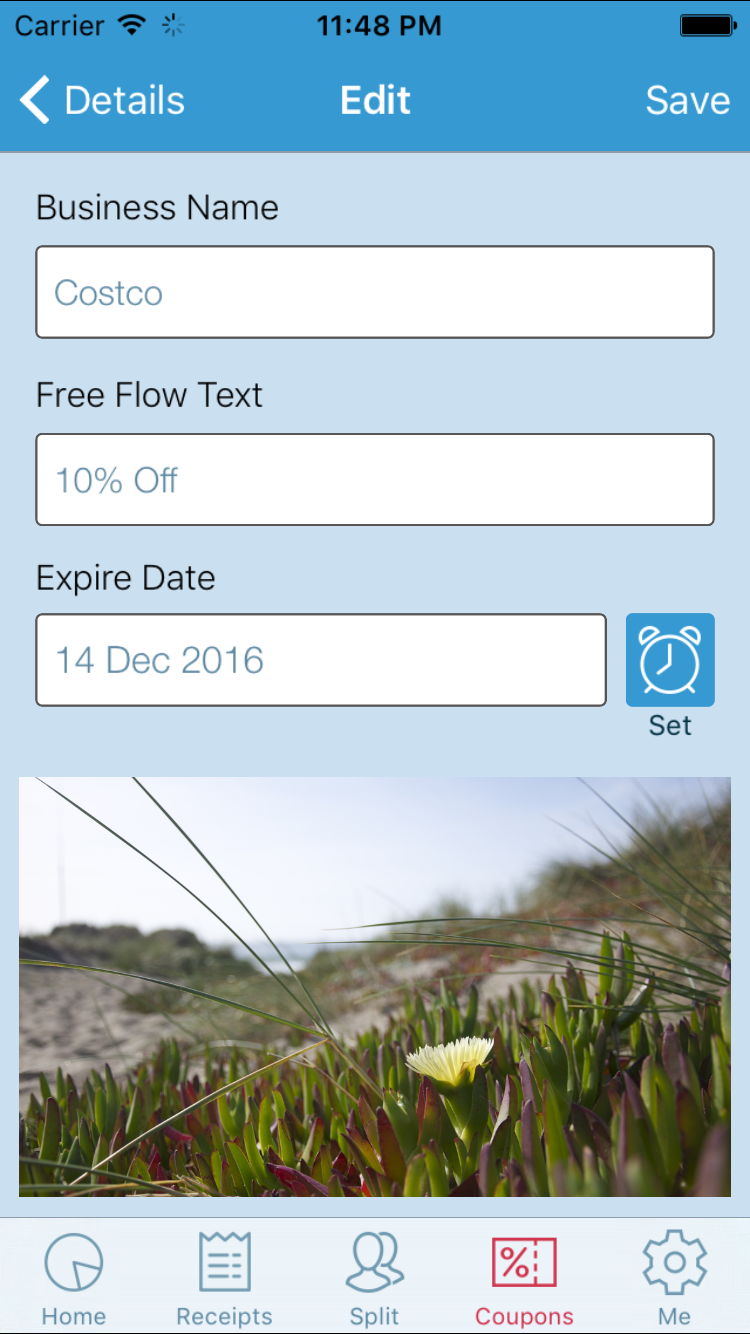 Carrier 11:48 PM
Details Edit Save
Business Name
Costco
Free Flow Text
10% Off
Expire Date
14 Dec 2016
Set
%
Home Receipts Split Coupons Me